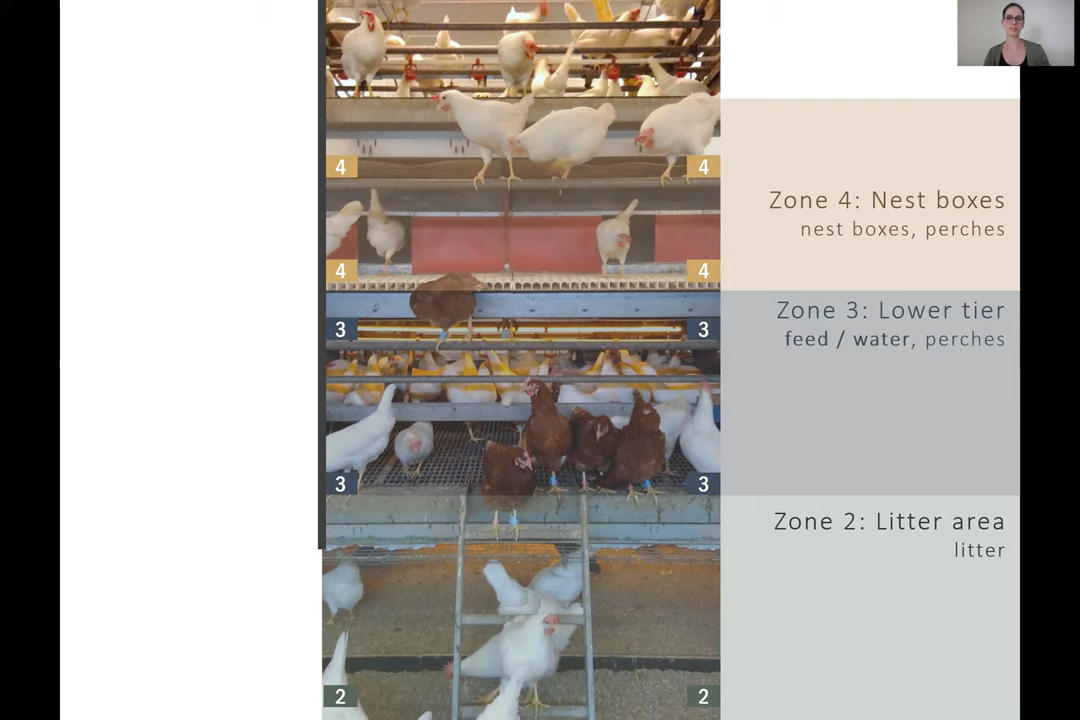 4 4
Zone 4: Nest boxes
nest boxes, perches
4 4
Zone 3: Lower tier
3 3
feed / water, perches
3 3
Zone 2: Litter area
litter
2 2